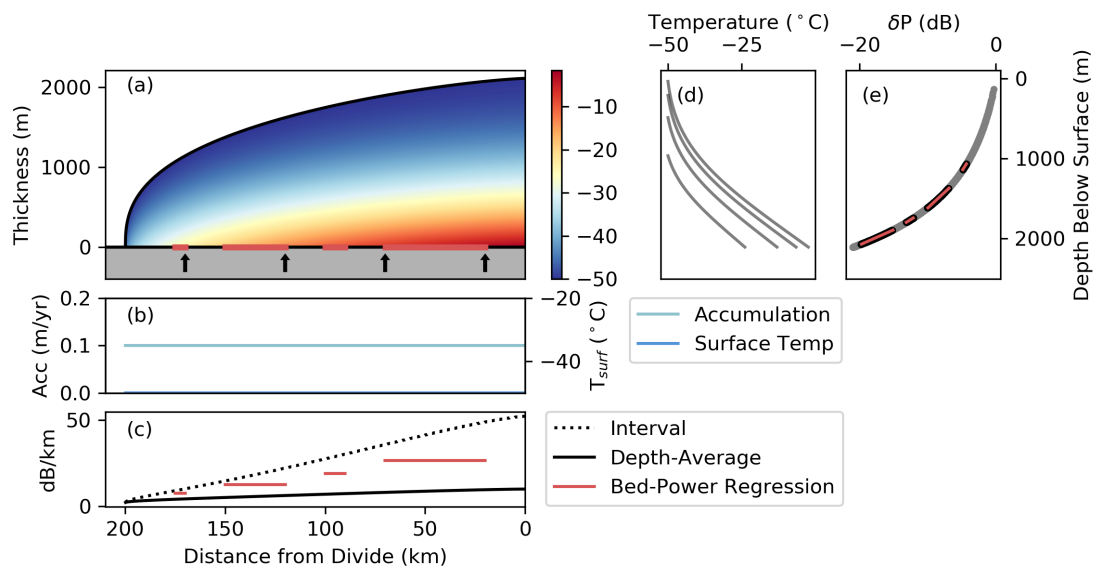 Temperature (°C)
δP (dB)
−50
−25
−20
0
(a)
2000
1000
0
Thickness (m)
−10
−20
−30
−40
−50
(d)
(e)
0
1000
2000
Depth Below Surface (m)
(b)
0.2
0.1
0.0
Acc (m/yr)
−20
−40
T_surf (°C)
Accumulation
Surface Temp
(c)
50
0
dB/km
Interval
Depth-Average
Bed-Power Regression
200
150
100
50
0
Distance from Divide (km)